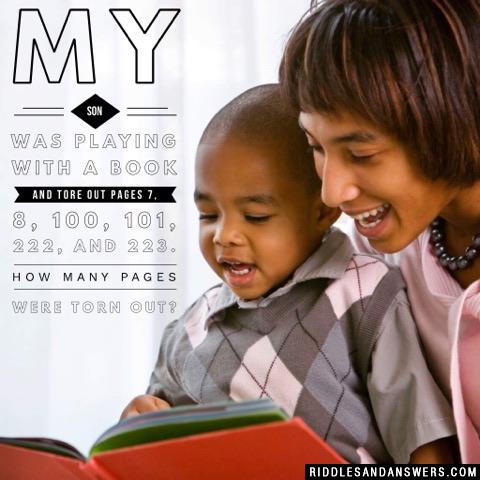 MY
SON
WAS PLAYING
WITH A BOOK
AND TORE OUT PAGES 7,
8, 100, 101,
222, AND 223.
HOW MANY PAGES
WERE TORN OUT?
RIDDLESANDANSWERS.COM